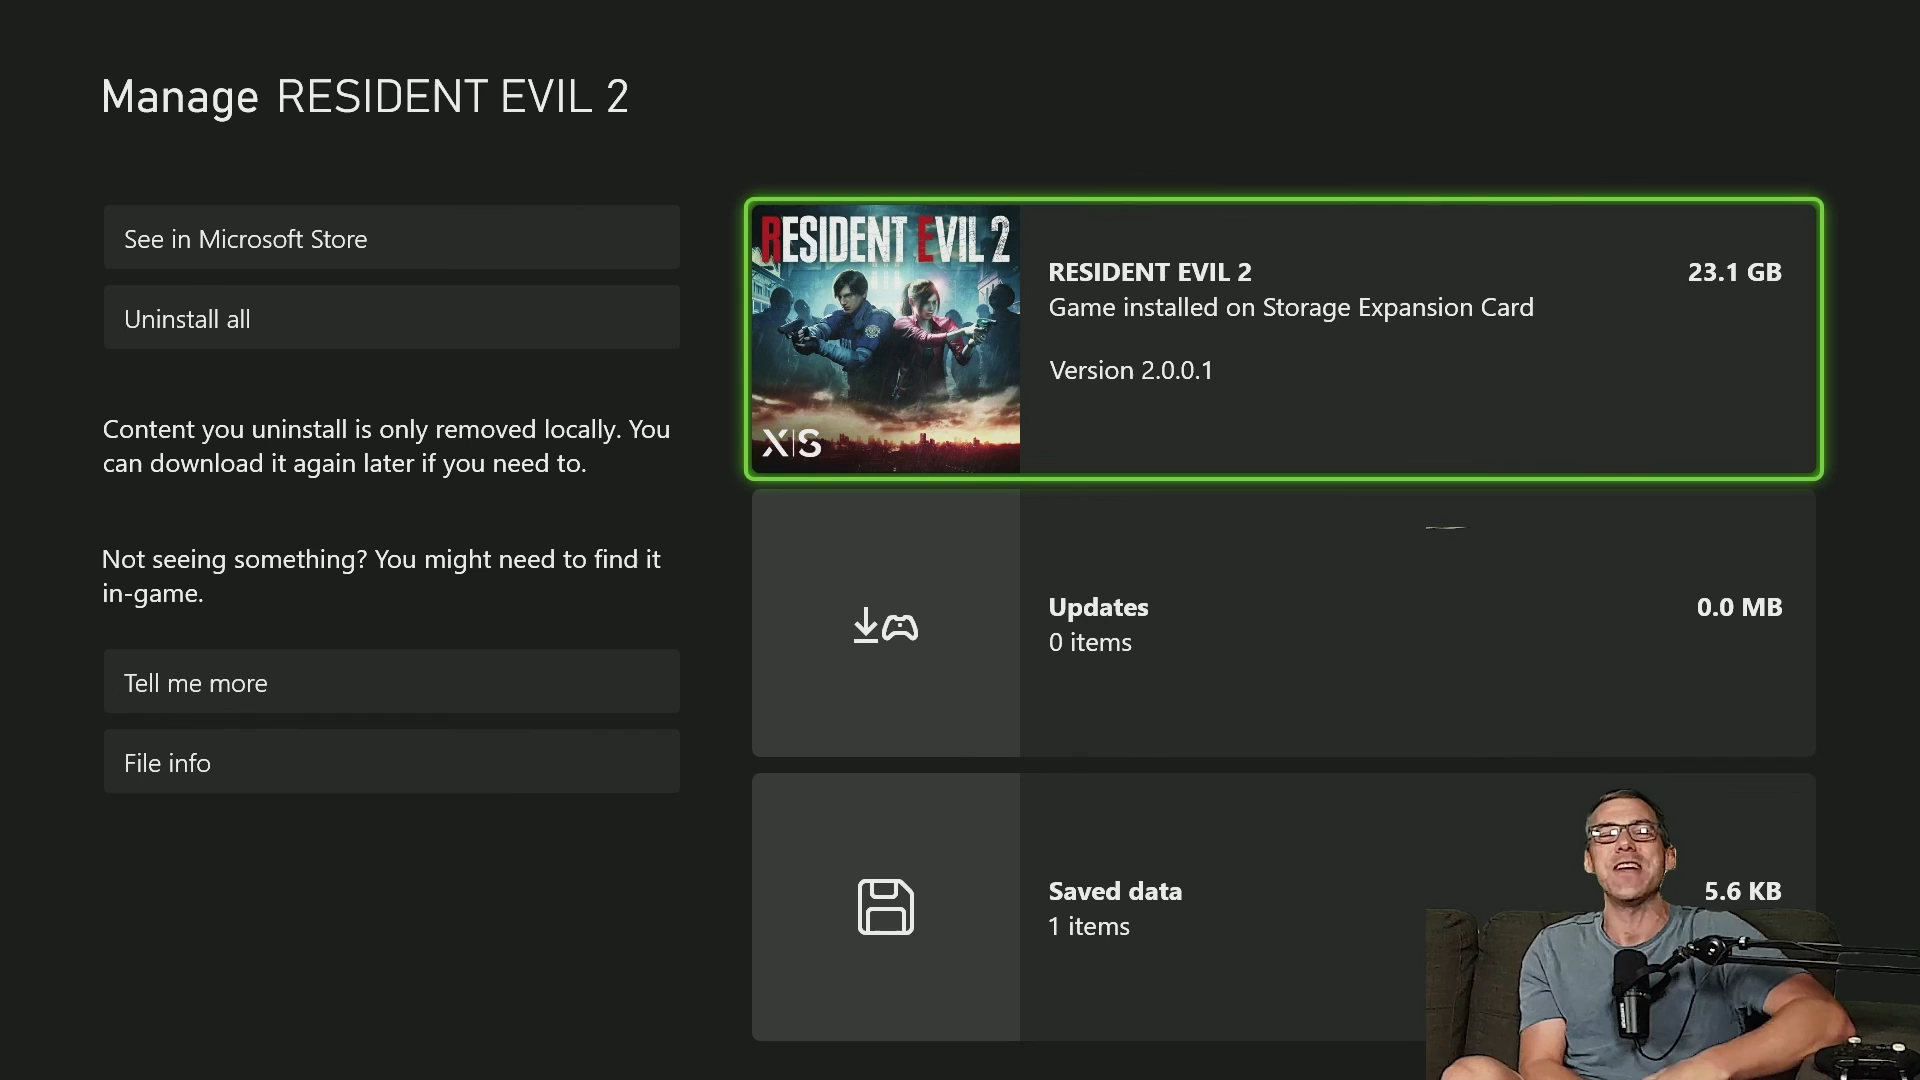 Manage RESIDENT EVIL 2
See in Microsoft Store
Uninstall all
Content you uninstall is only removed locally. You
can download it again later if you need to.
Not seeing something? You might need to find it
in-game.
Tell me more
File info
RESIDENT EVIL 2
X|S
RESIDENT EVIL 2 23.1 GB
Game installed on Storage Expansion Card
Version 2.0.0.1
Updates 0.0 MB
0 items
Saved data 5.6 KB
1 items